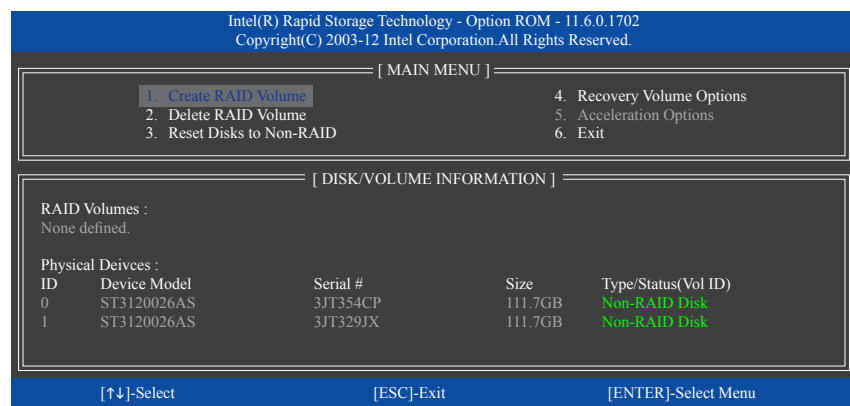 Intel(R) Rapid Storage Technology - Option ROM - 11.6.0.1702
Copyright(C) 2003-12 Intel Corporation.All Rights Reserved.
[ MAIN MENU ]
1. Create RAID Volume
2. Delete RAID Volume
3. Reset Disks to Non-RAID
4. Recovery Volume Options
5. Acceleration Options
6. Exit
[ DISK/VOLUME INFORMATION ]
RAID Volumes :
None defined.
Physical Deivces :
ID Device Model Serial # Size Type/Status(Vol ID)
0 ST3120026AS 3JT354CP 111.7GB Non-RAID Disk
1 ST3120026AS 3JT329JX 111.7GB Non-RAID Disk
[↑↓]-Select [ESC]-Exit [ENTER]-Select Menu